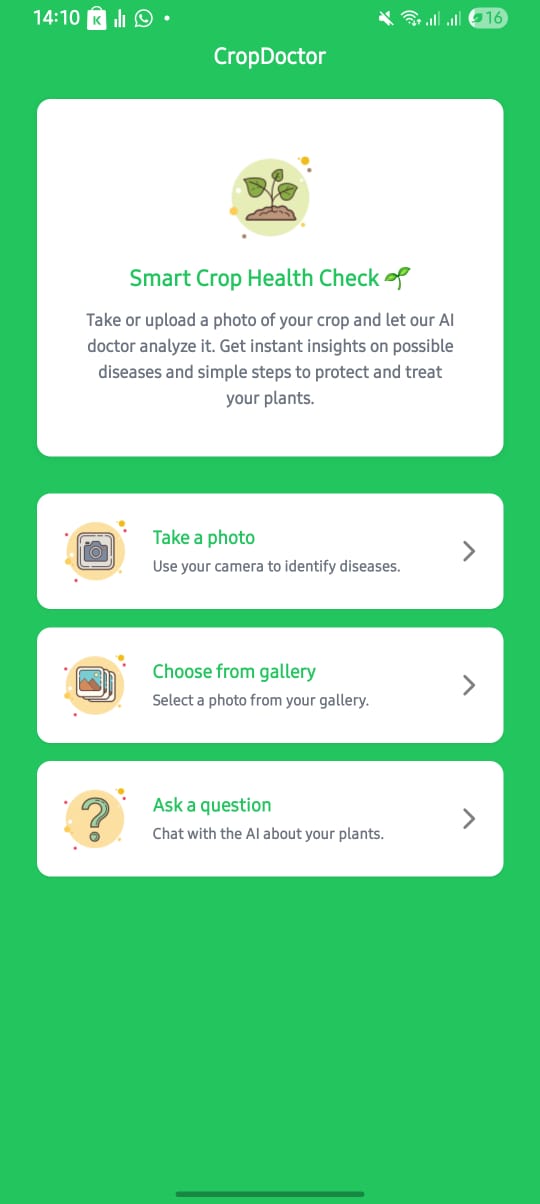 14:10 K 16
CropDoctor
Smart Crop Health Check 🌱
Take or upload a photo of your crop and let our AI
doctor analyze it. Get instant insights on possible
diseases and simple steps to protect and treat
your plants.
Take a photo
Use your camera to identify diseases.
Choose from gallery
Select a photo from your gallery.
Ask a question
Chat with the AI about your plants.